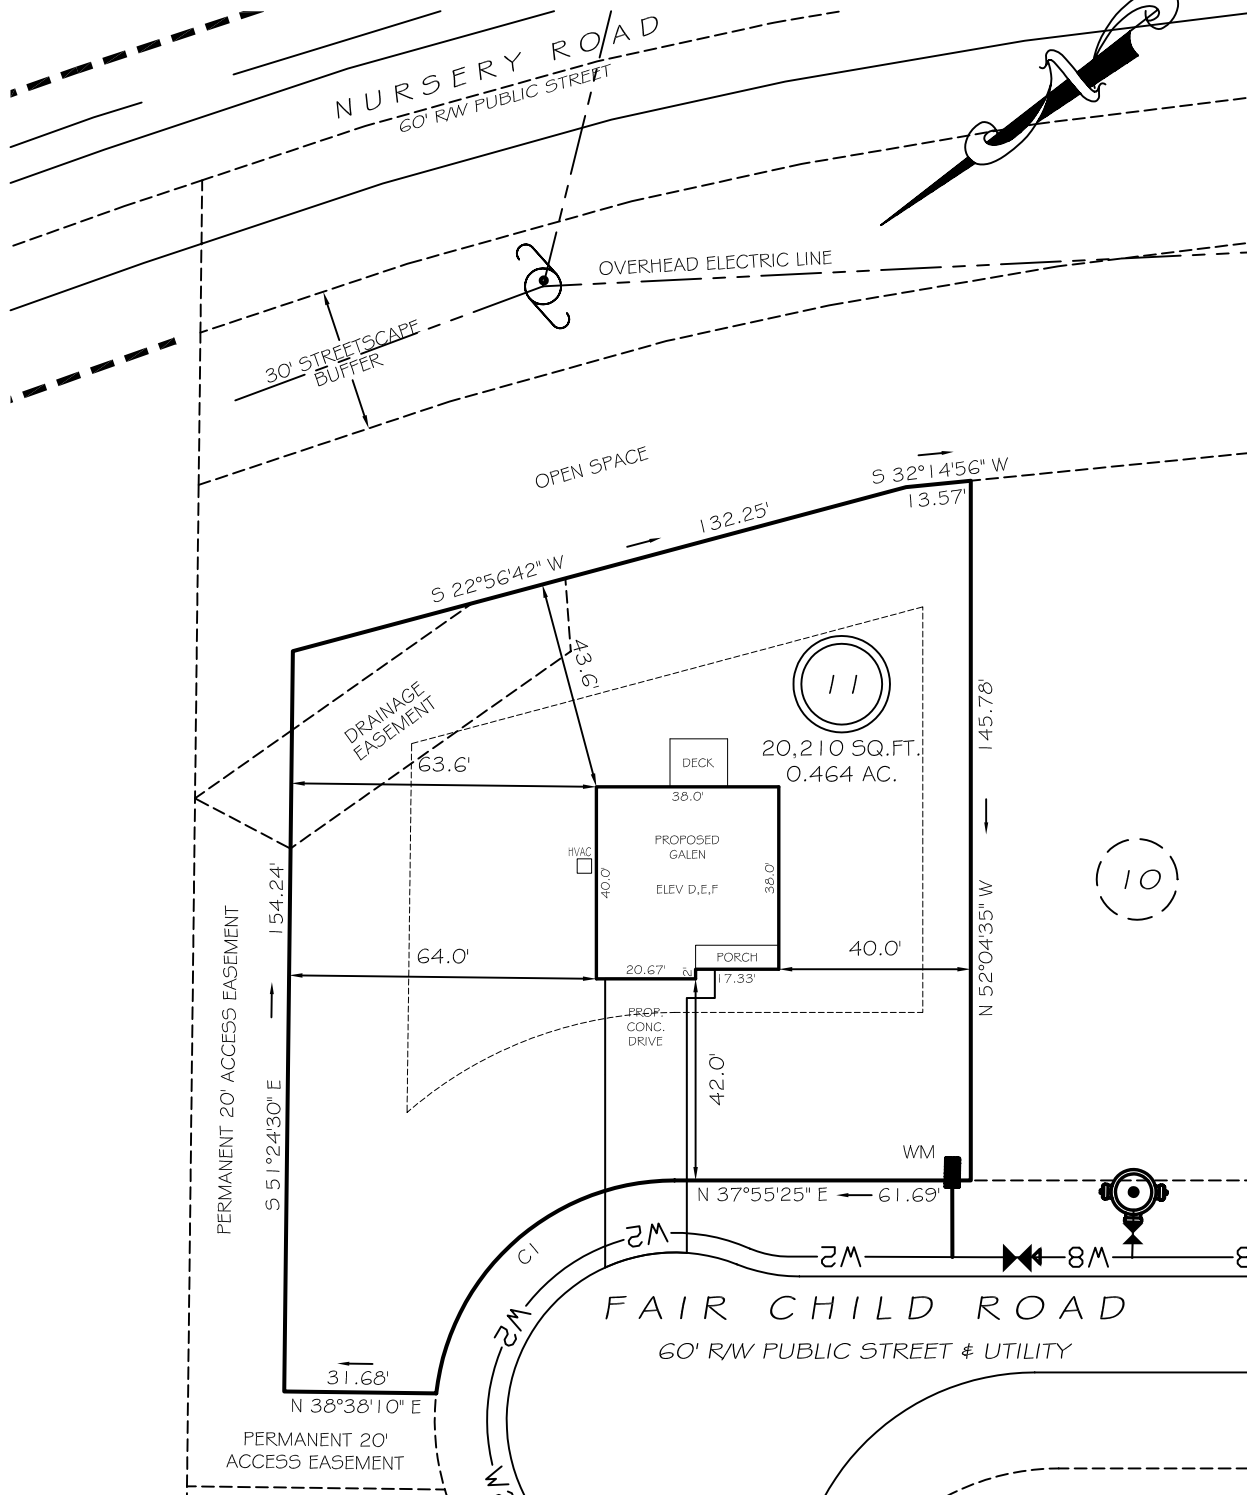 NURSERY ROAD
60' R/W PUBLIC STREET
OVERHEAD ELECTRIC LINE
30' STREETSCAPE
BUFFER
OPEN SPACE
S 32°14'56" W
13.57'
132.25'
S 22°56'42" W
43.6'
DRAINAGE
EASEMENT
11
20,210 SQ.FT.
0.464 AC.
145.78'
N 52°04'35" W
63.6'
DECK
38.0'
PROPOSED
GALEN
ELEV D,E,F
HVAC
40.0'
38.0'
10
154.24'
S 51°24'30" E
PERMANENT 20' ACCESS EASEMENT
64.0'
40.0'
PORCH
20.67'
2'
17.33'
PROP.
CONC.
DRIVE
42.0'
WM
N 37°55'25" E
61.69'
C1
W2
W2
W2
W8
8
W2
FAIR CHILD ROAD
60' R/W PUBLIC STREET & UTILITY
31.68'
N 38°38'10" E
PERMANENT 20'
ACCESS EASEMENT